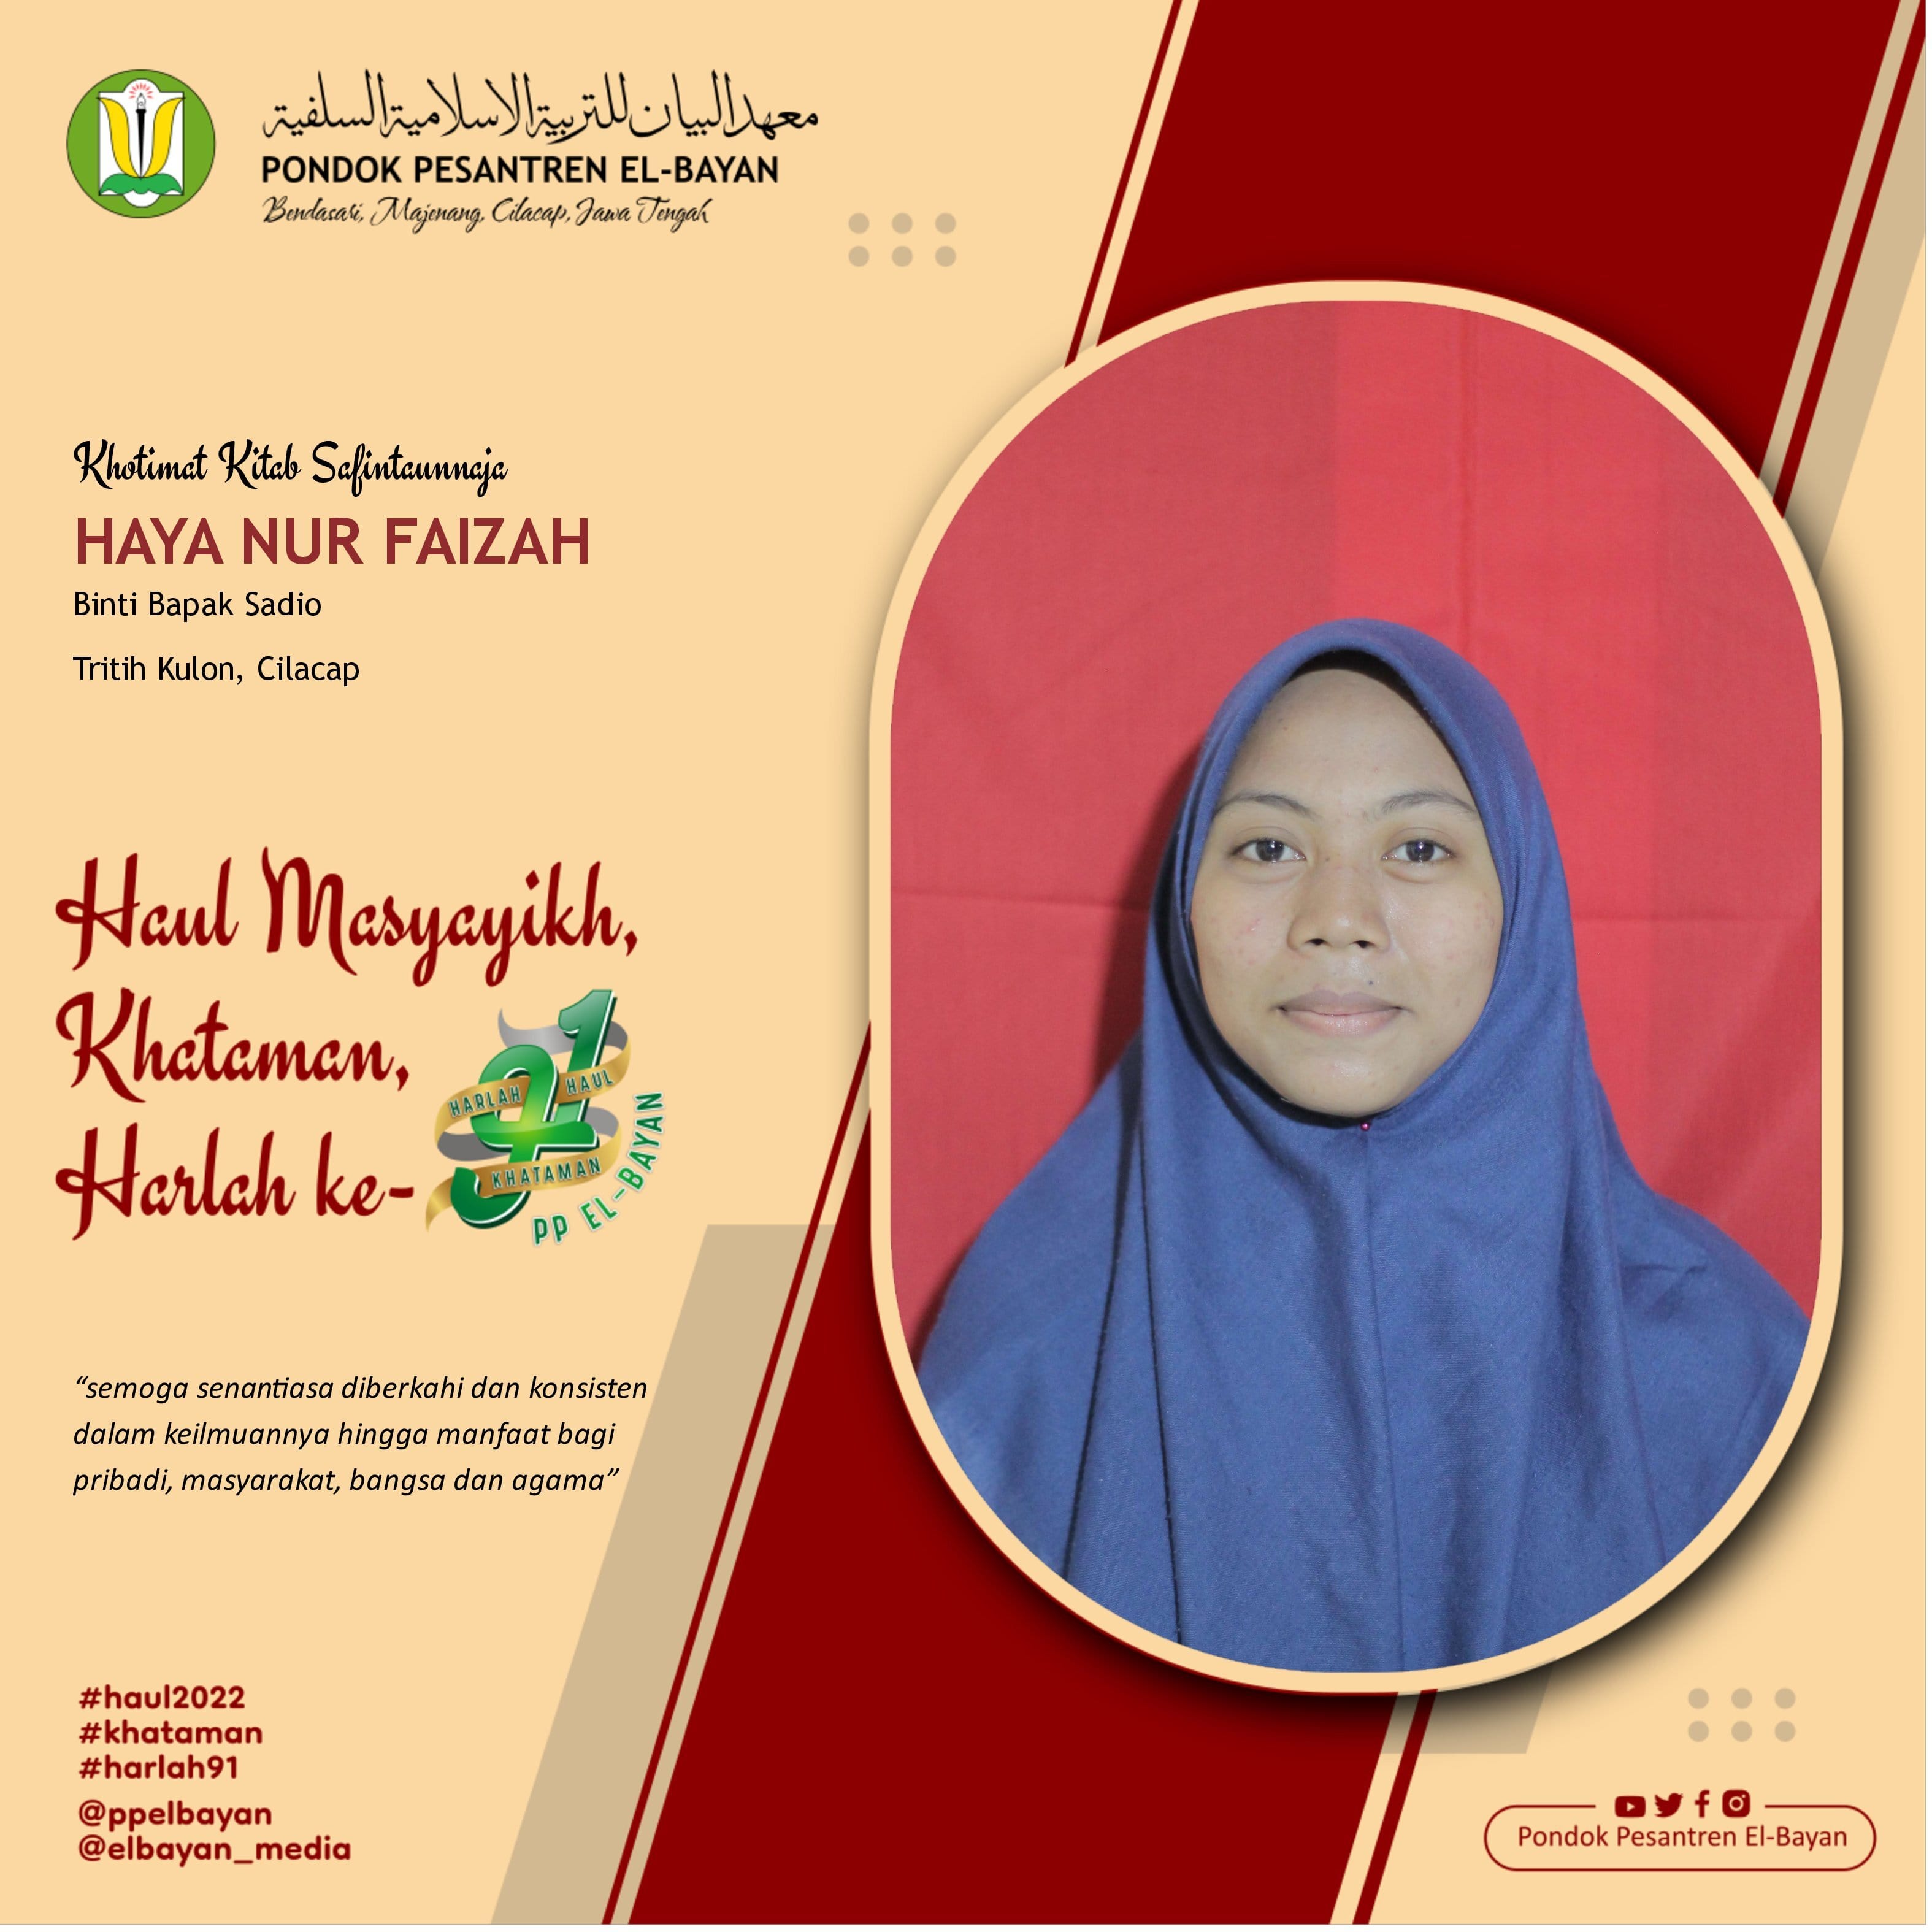 معهد البيان للتربية الاسلامية السلفية
PONDOK PESANTREN EL-BAYAN
Bendasari, Majenang, Cilacap, Jawa Tengah
Khotimat Kitab Safintaunnaja
HAYA NUR FAIZAH
Binti Bapak Sadio
Tritih Kulon, Cilacap
Haul Masyayikh,
Khataman,
Harlah ke-
91
HARLAH HAUL
KHATAMAN
PP EL-BAYAN
“semoga senantiasa diberkahi dan konsisten
dalam keilmuannya hingga manfaat bagi
pribadi, masyarakat, bangsa dan agama”
#haul2022
#khataman
#harlah91
@ppelbayan
@elbayan_media
Pondok Pesantren El-Bayan